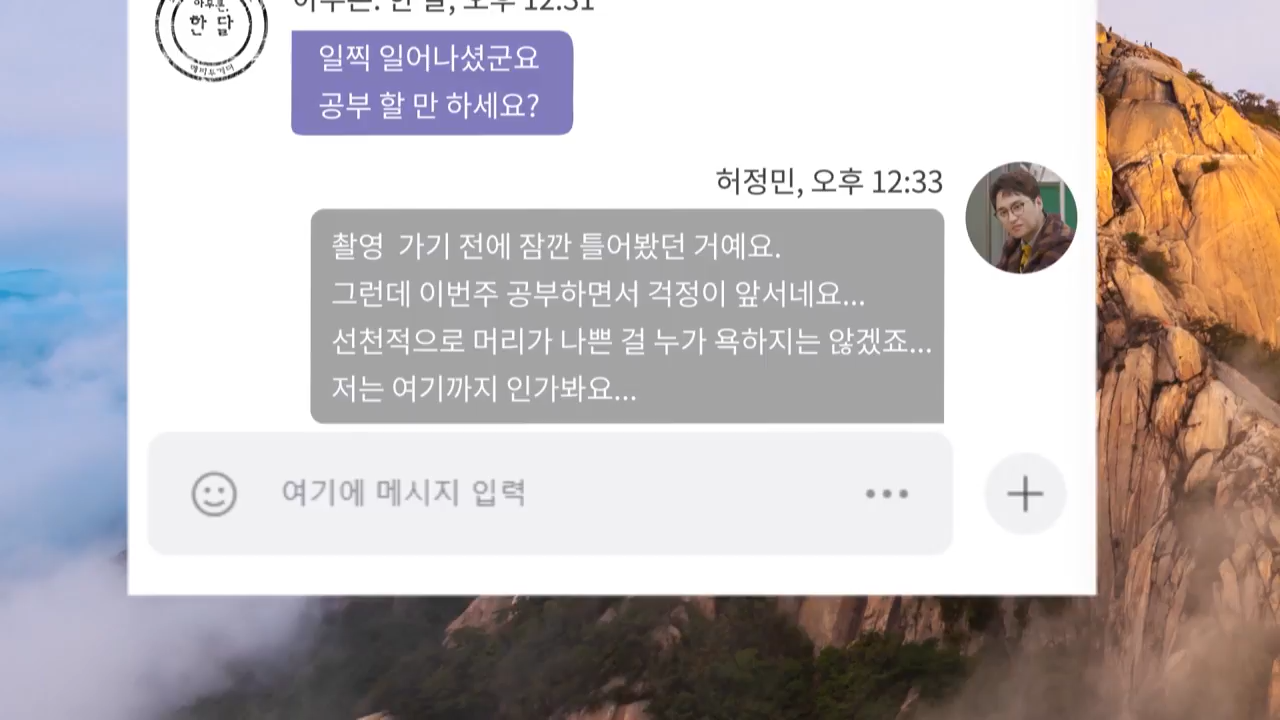 한 달
일찍 일어나셨군요
공부 할 만 하세요?
허정민, 오후 12:33
촬영  가기 전에 잠깐 틀어봤던 거예요.
그런데 이번주 공부하면서 걱정이 앞서네요...
선천적으로 머리가 나쁜 걸 누가 욕하지는 않겠죠...
저는 여기까지 인가봐요...
여기에 메시지 입력